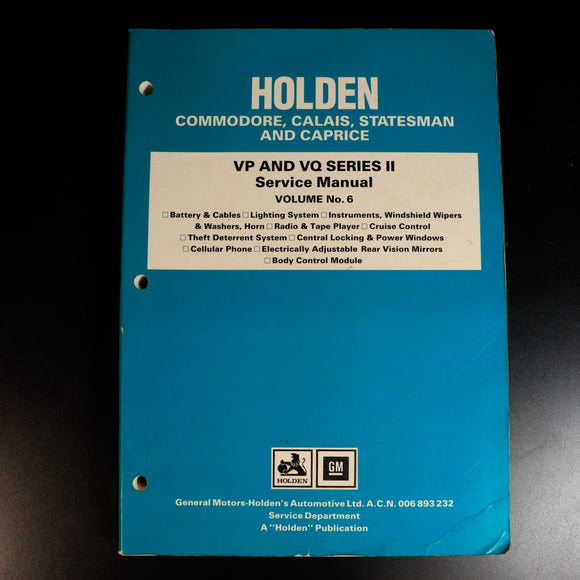 HOLDEN
COMMODORE, CALAIS, STATESMAN
AND CAPRICE
VP AND VQ SERIES II
Service Manual
VOLUME No. 6
☐ Battery & Cables ☐ Lighting System ☐ Instruments, Windshield Wipers
& Washers, Horn ☐ Radio & Tape Player ☐ Cruise Control
☐ Theft Deterrent System ☐ Central Locking & Power Windows
☐ Cellular Phone ☐ Electrically Adjustable Rear Vision Mirrors
☐ Body Control Module
HOLDEN
GM
General Motors-Holden's Automotive Ltd. A.C.N. 006 893 232
Service Department
A "Holden" Publication